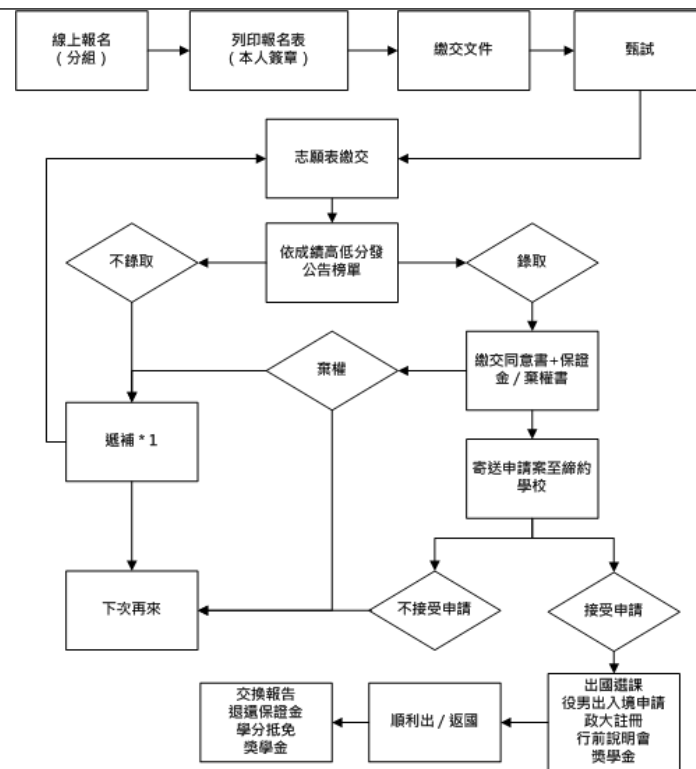 線上報名
（分組）
列印報名表
（本人簽章）
繳交文件
甄試
志願表繳交
不錄取
依成績高低分發
公告榜單
錄取
棄權
繳交同意書+保證
金 / 棄權書
遞補 * 1
寄送申請案至締約
學校
下次再來
不接受申請
接受申請
交換報告
退還保證金
學分抵免
獎學金
順利出 / 返國
出國選課
役男出入境申請
政大註冊
行前說明會
獎學金